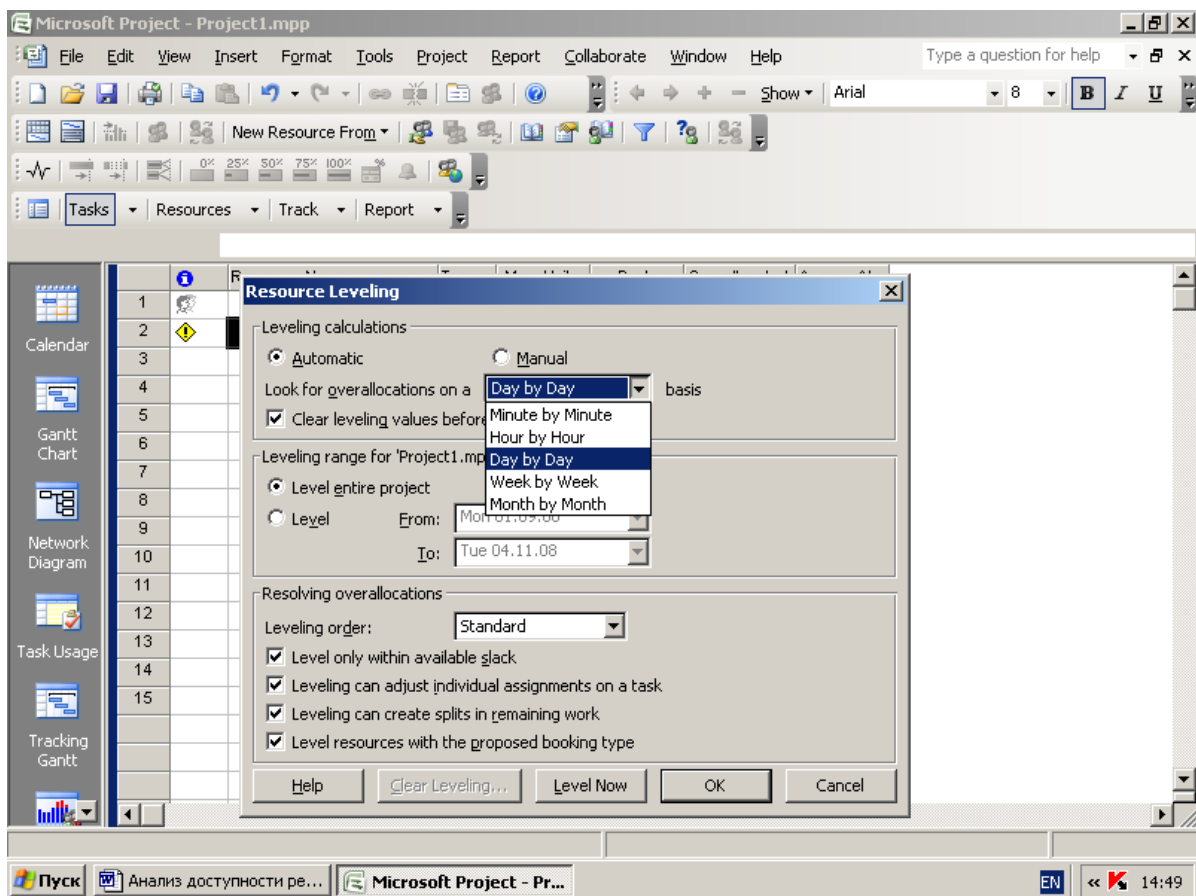 Microsoft Project - Project1.mpp
File Edit View Insert Format Tools Project Report Collaborate Window Help Type a question for help
Show Arial 8 B I U
New Resource From
0% 25% 50% 75% 100%
Tasks Resources Track Report
Resource Leveling
Calendar
Gantt
Chart
Network
Diagram
Task Usage
Tracking
Gantt
1
2
3
4
5
6
7
8
9
10
11
12
13
14
15
Leveling calculations
Automatic Manual
Look for overallocations on a Day by Day basis
Clear leveling values before
Minute by Minute
Hour by Hour
Day by Day
Week by Week
Month by Month
Leveling range for 'Project1.mp
Level entire project
Level From: Mon
To: Tue 04.11.08
Resolving overallocations
Leveling order: Standard
Level only within available slack
Leveling can adjust individual assignments on a task
Leveling can create splits in remaining work
Level resources with the proposed booking type
Help Clear Leveling... Level Now OK Cancel
Пуск Анализ доступности ре... Microsoft Project - Pr... EN « 14:49